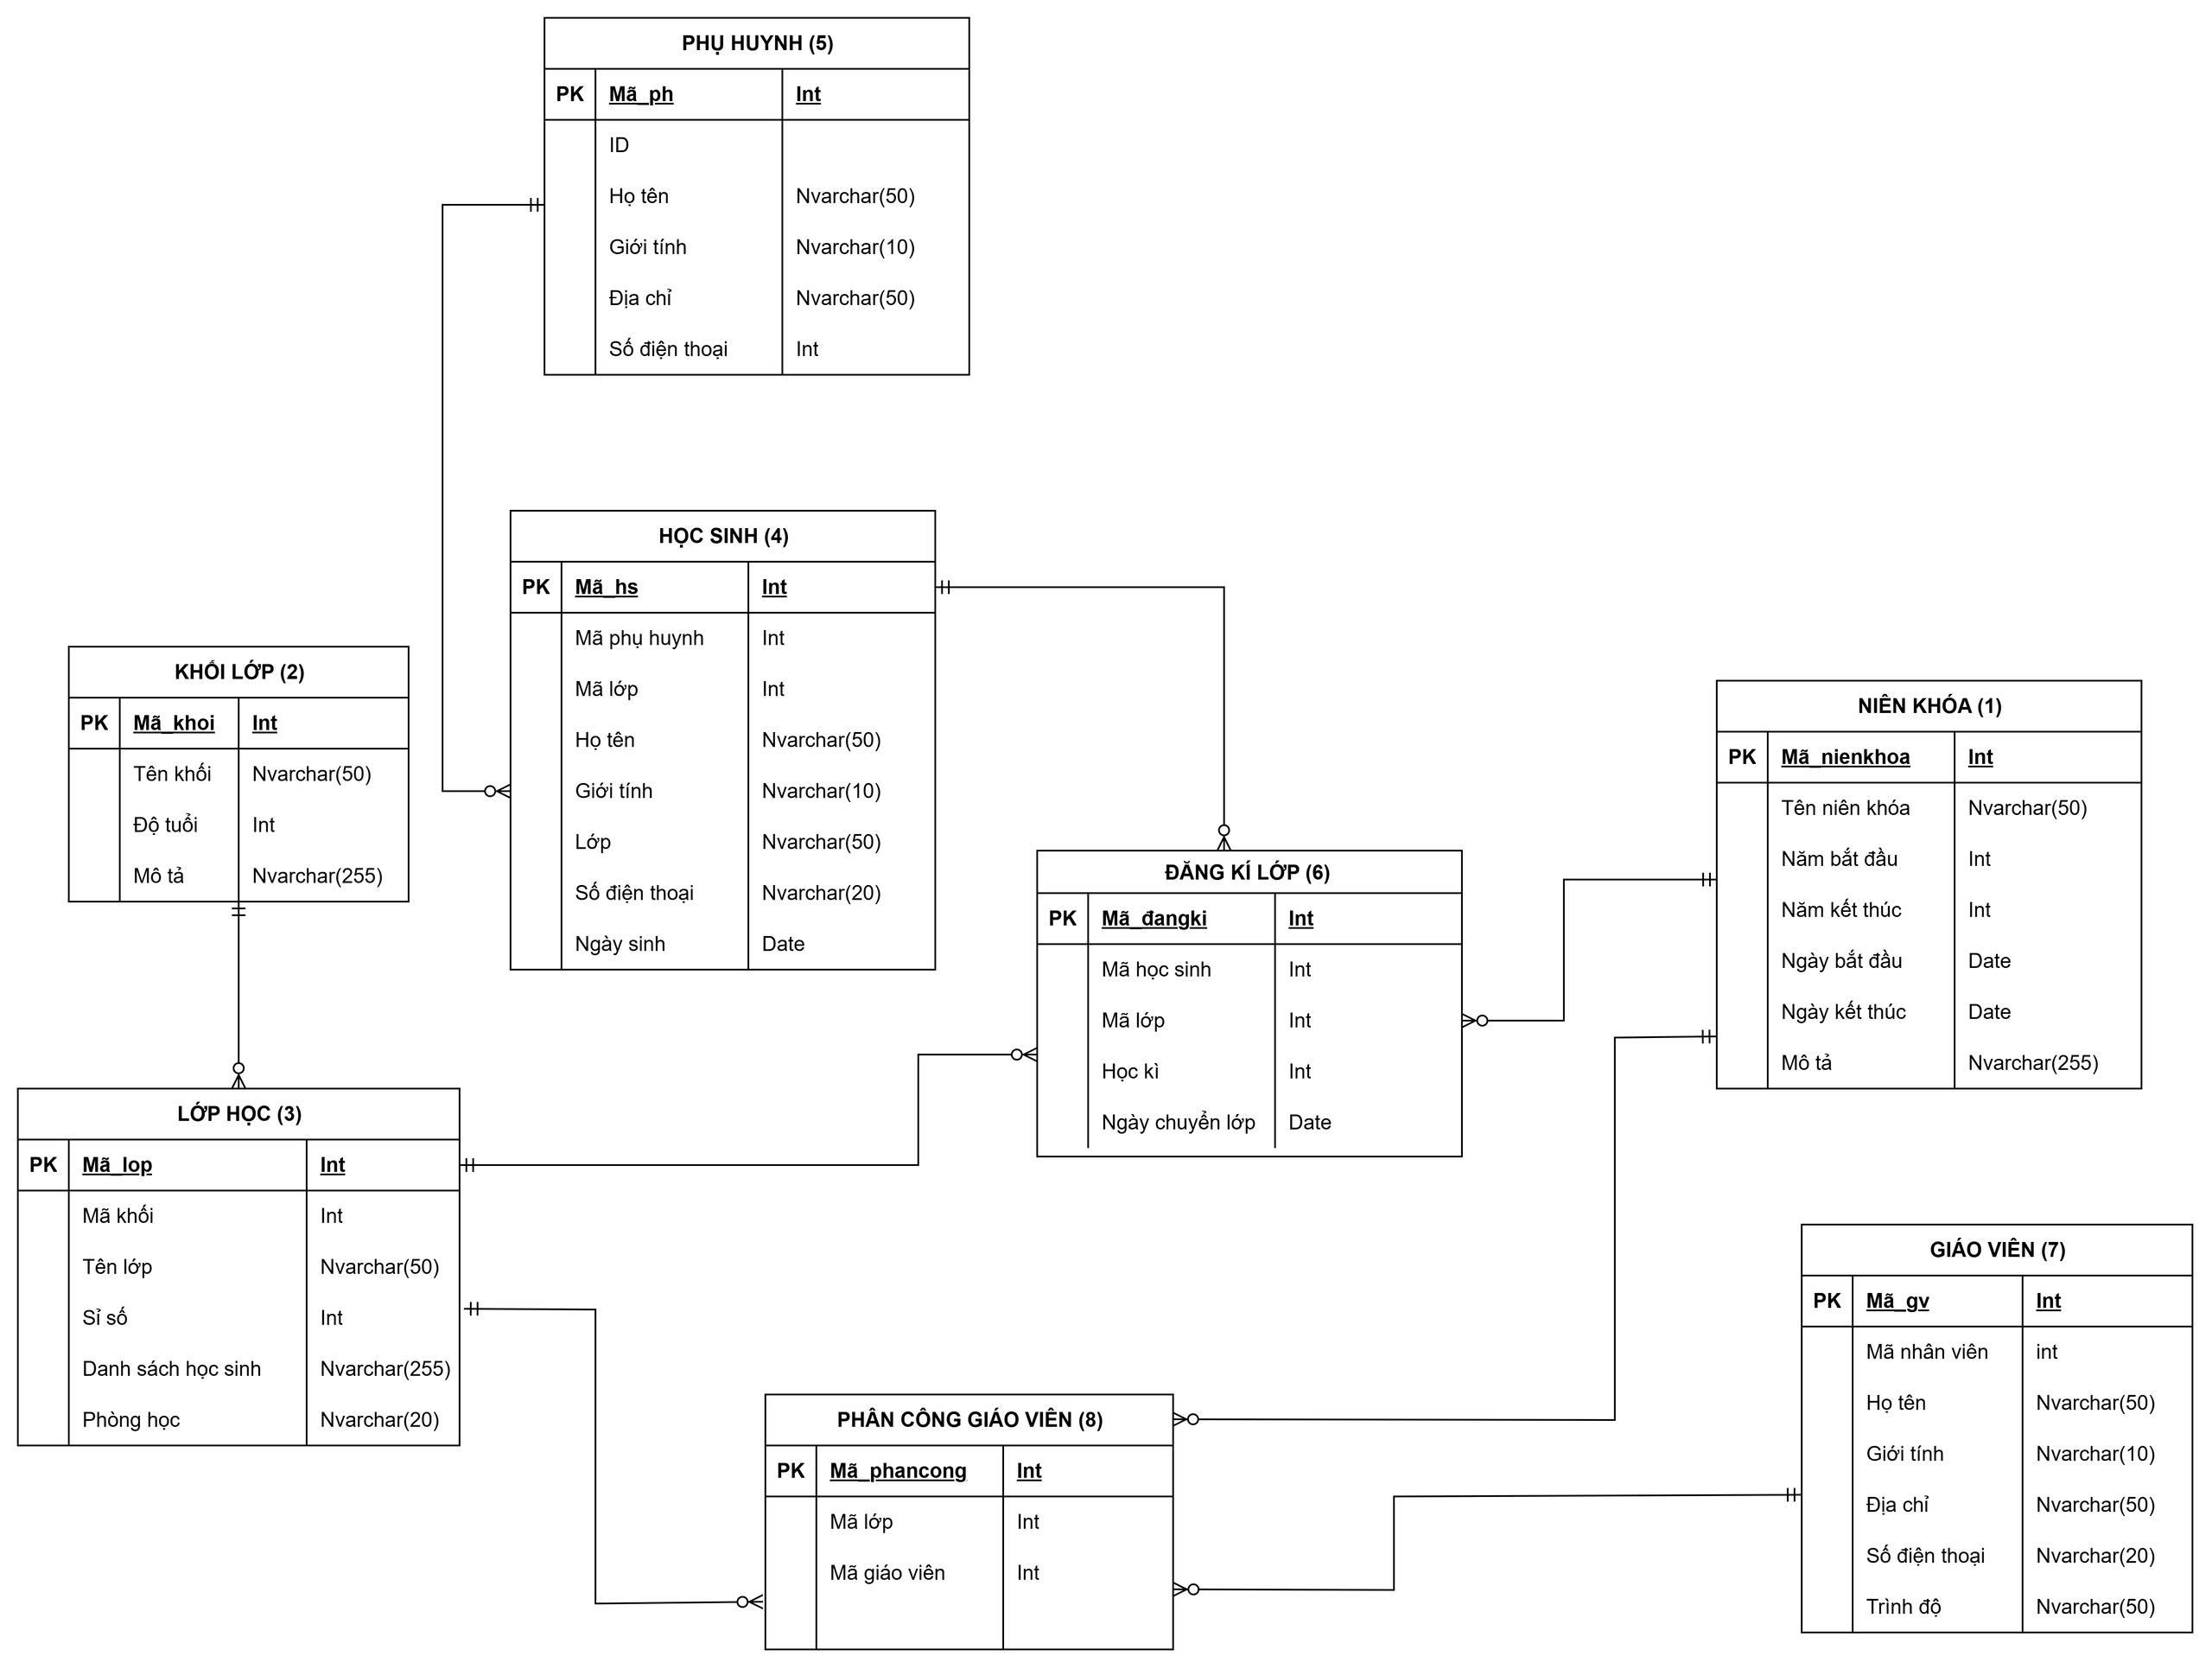 PHỤ HUYNH (5)
PK Mã_ph Int
ID
Họ tên Nvarchar(50)
Giới tính Nvarchar(10)
Địa chỉ Nvarchar(50)
Số điện thoại Int
HỌC SINH (4)
PK Mã_hs Int
Mã phụ huynh Int
Mã lớp Int
Họ tên Nvarchar(50)
Giới tính Nvarchar(10)
Lớp Nvarchar(50)
Số điện thoại Nvarchar(20)
Ngày sinh Date
KHỐI LỚP (2)
PK Mã_khoi Int
Tên khối Nvarchar(50)
Độ tuổi Int
Mô tả Nvarchar(255)
NIÊN KHÓA (1)
PK Mã_nienkhoa Int
Tên niên khóa Nvarchar(50)
Năm bắt đầu Int
Năm kết thúc Int
Ngày bắt đầu Date
Ngày kết thúc Date
Mô tả Nvarchar(255)
ĐĂNG KÍ LỚP (6)
PK Mã_đangki Int
Mã học sinh Int
Mã lớp Int
Học kì Int
Ngày chuyển lớp Date
LỚP HỌC (3)
PK Mã_lop Int
Mã khối Int
Tên lớp Nvarchar(50)
Sỉ số Int
Danh sách học sinh Nvarchar(255)
Phòng học Nvarchar(20)
GIÁO VIÊN (7)
PK Mã_gv Int
Mã nhân viên int
Họ tên Nvarchar(50)
Giới tính Nvarchar(10)
Địa chỉ Nvarchar(50)
Số điện thoại Nvarchar(20)
Trình độ Nvarchar(50)
PHÂN CÔNG GIÁO VIÊN (8)
PK Mã_phancong Int
Mã lớp Int
Mã giáo viên Int